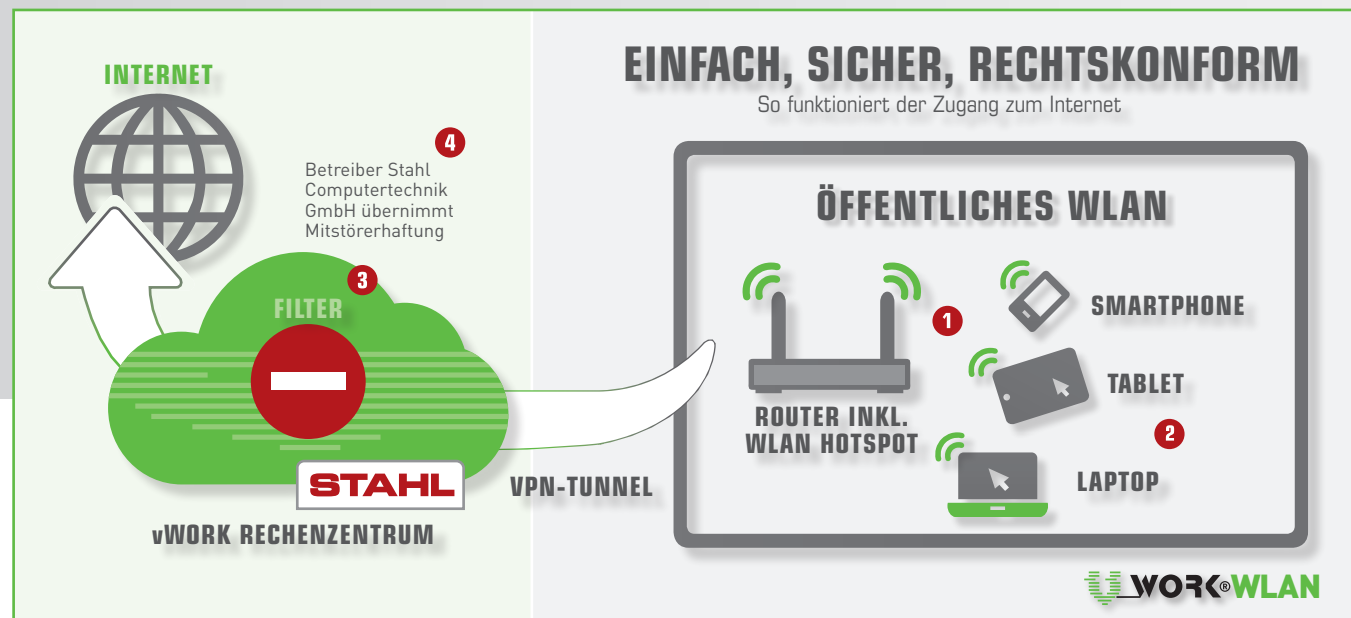 EINFACH, SICHER, RECHTSKONFORM
So funktioniert der Zugang zum Internet
INTERNET
4
Betreiber Stahl
Computertechnik
GmbH übernimmt
Mitstörerhaftung
3
FILTER
STAHL
vWORK RECHENZENTRUM
VPN-TUNNEL
ÖFFENTLICHES WLAN
1
ROUTER INKL.
WLAN HOTSPOT
SMARTPHONE
TABLET
2
LAPTOP
V_WORK®WLAN